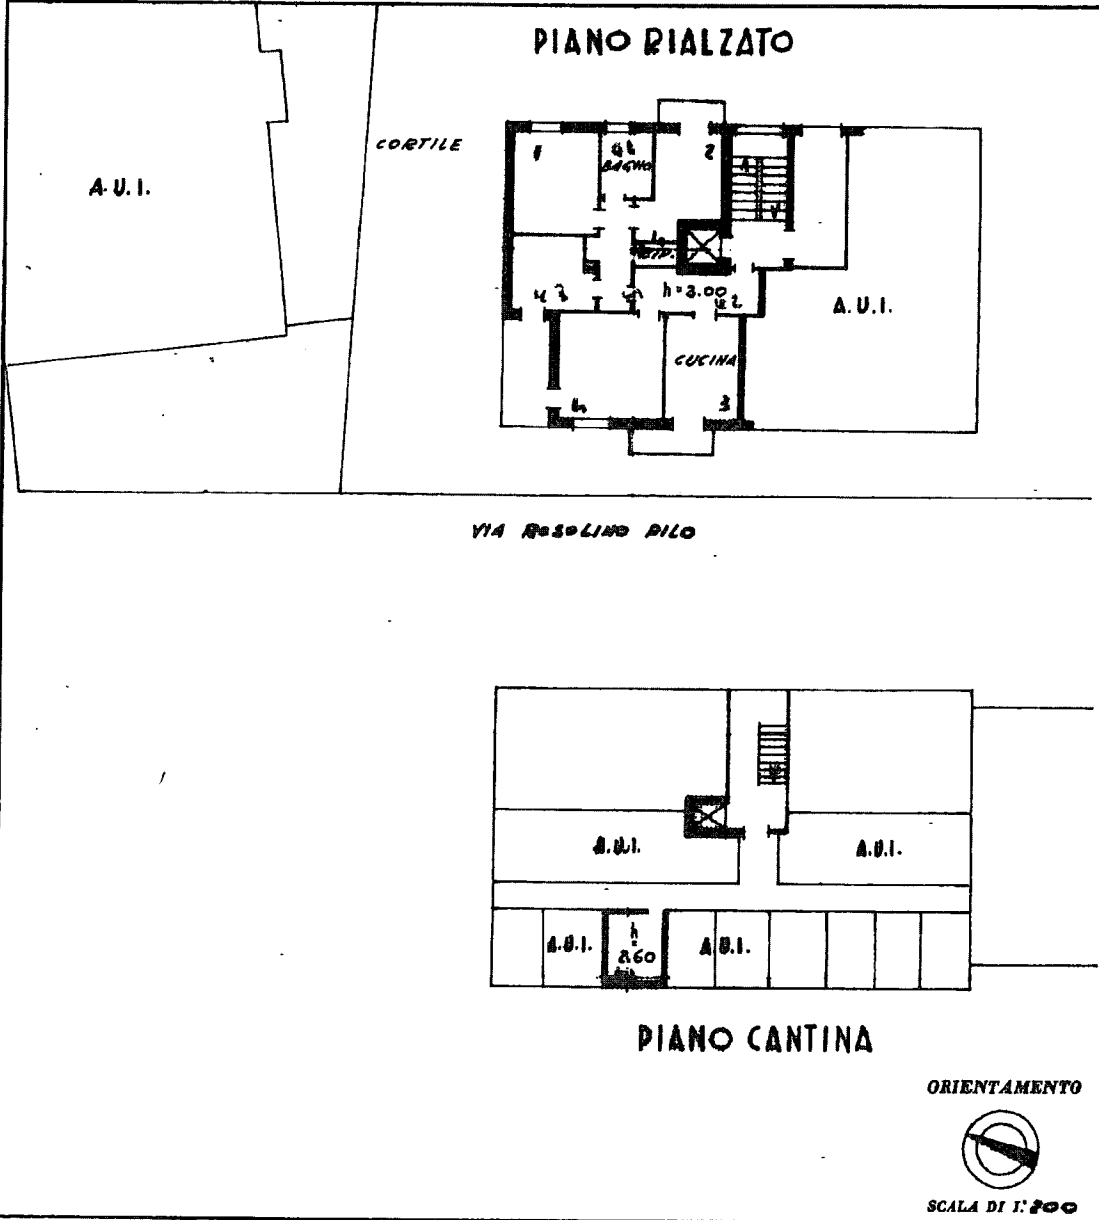 PIANO RIALZATO
CORTILE
A.U.I.
1
BAGNO
2
RIP.
h=3.00
A.U.I.
CUCINA
3
VIA ROSOLINO PILO
A.U.I.
A.U.I.
A.U.I.
h
=
2.60
A.U.I.
PIANO CANTINA
ORIENTAMENTO
SCALA DI 1:200